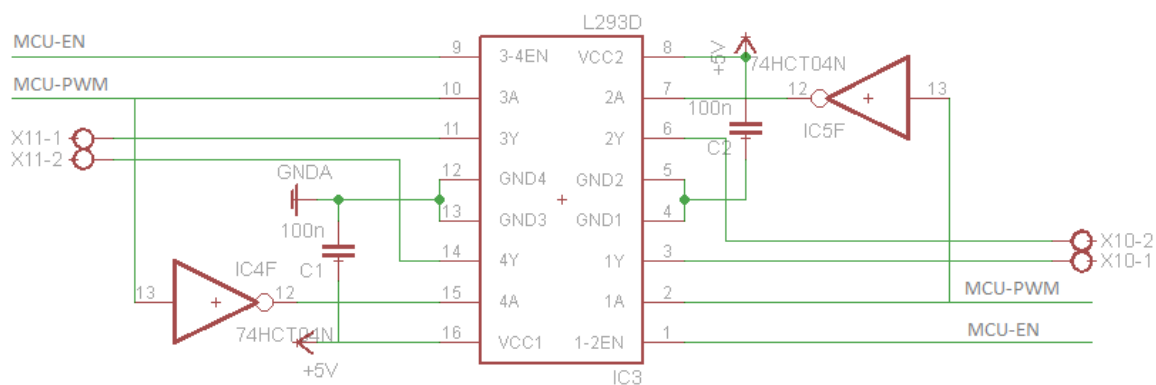 L293D
MCU-EN
9
3-4EN
VCC2
8
+5V
74HCT04N
MCU-PWM
10
3A
2A
7
12
13
100n
IC5F
X11-1
11
3Y
2Y
6
C2
X11-2
GNDA
12
GND4
GND2
5
13
GND3
GND1
4
100n
C1
X10-2
14
4Y
1Y
3
X10-1
IC4F
13
12
15
4A
1A
2
MCU-PWM
74HCT04N
16
VCC1
1-2EN
1
MCU-EN
+5V
IC3